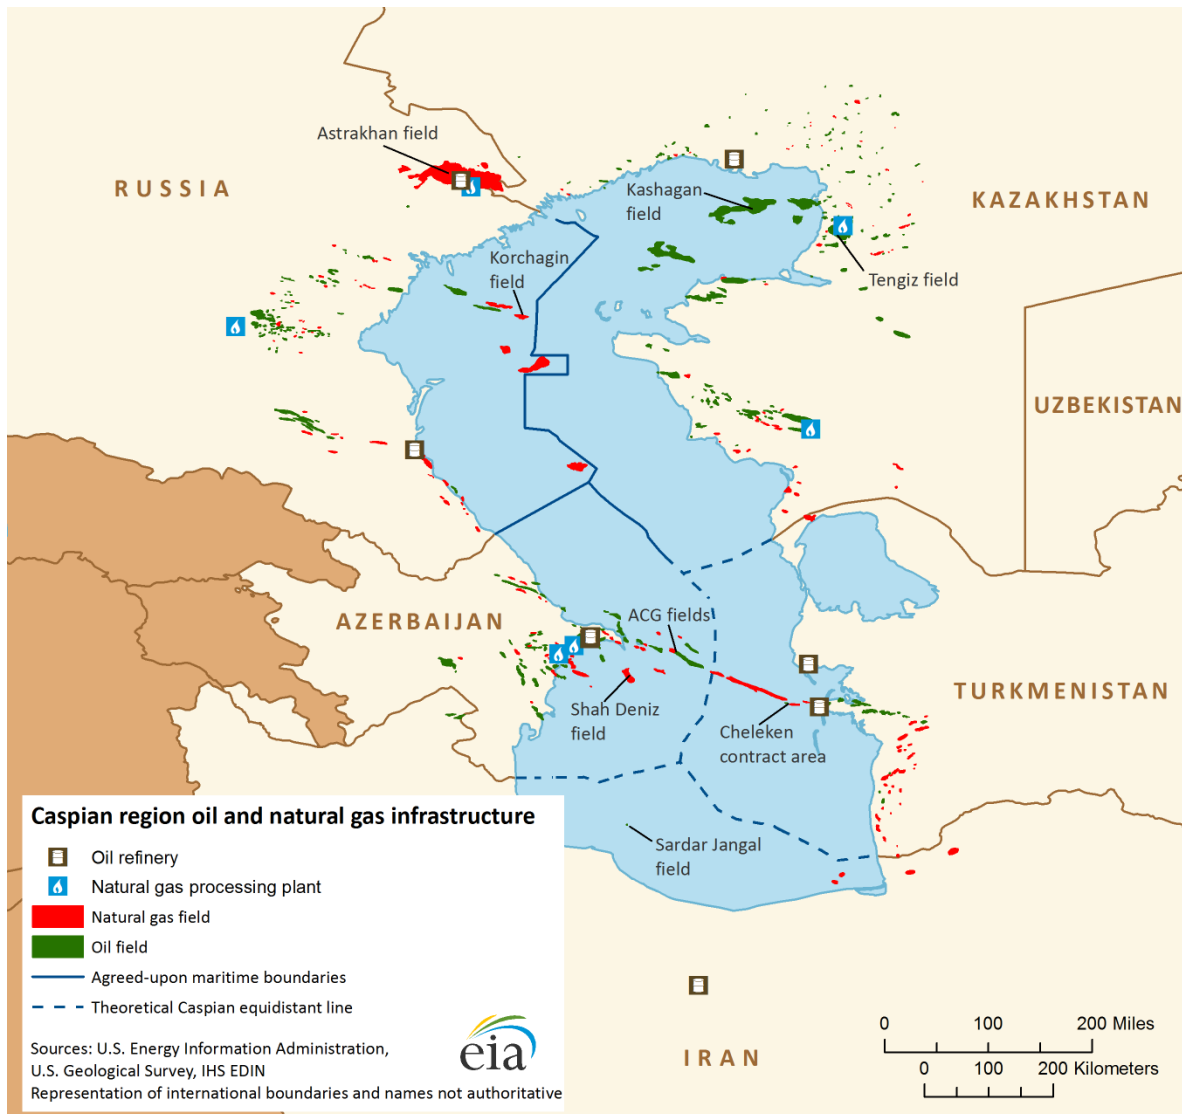 Astrakhan field
RUSSIA
Kashagan
field
KAZAKHSTAN
Korchagin
field
Tengiz field
UZBEKISTAN
AZERBAIJAN
ACG fields
TURKMENISTAN
Shah Deniz
field
Cheleken
contract area
Sardar Jangal
field
IRAN
Caspian region oil and natural gas infrastructure
Oil refinery
Natural gas processing plant
Natural gas field
Oil field
Agreed-upon maritime boundaries
Theoretical Caspian equidistant line
Sources: U.S. Energy Information Administration,
U.S. Geological Survey, IHS EDIN
Representation of international boundaries and names not authoritative
eia
0 100 200 Miles
0 100 200 Kilometers